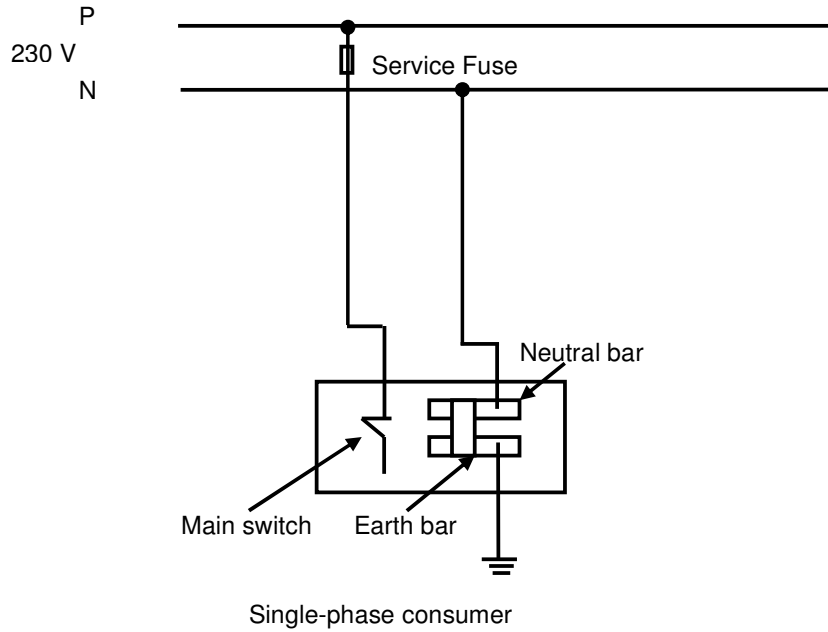 P
230 V
Service Fuse
N
Neutral bar
Main switch
Earth bar
Single-phase consumer